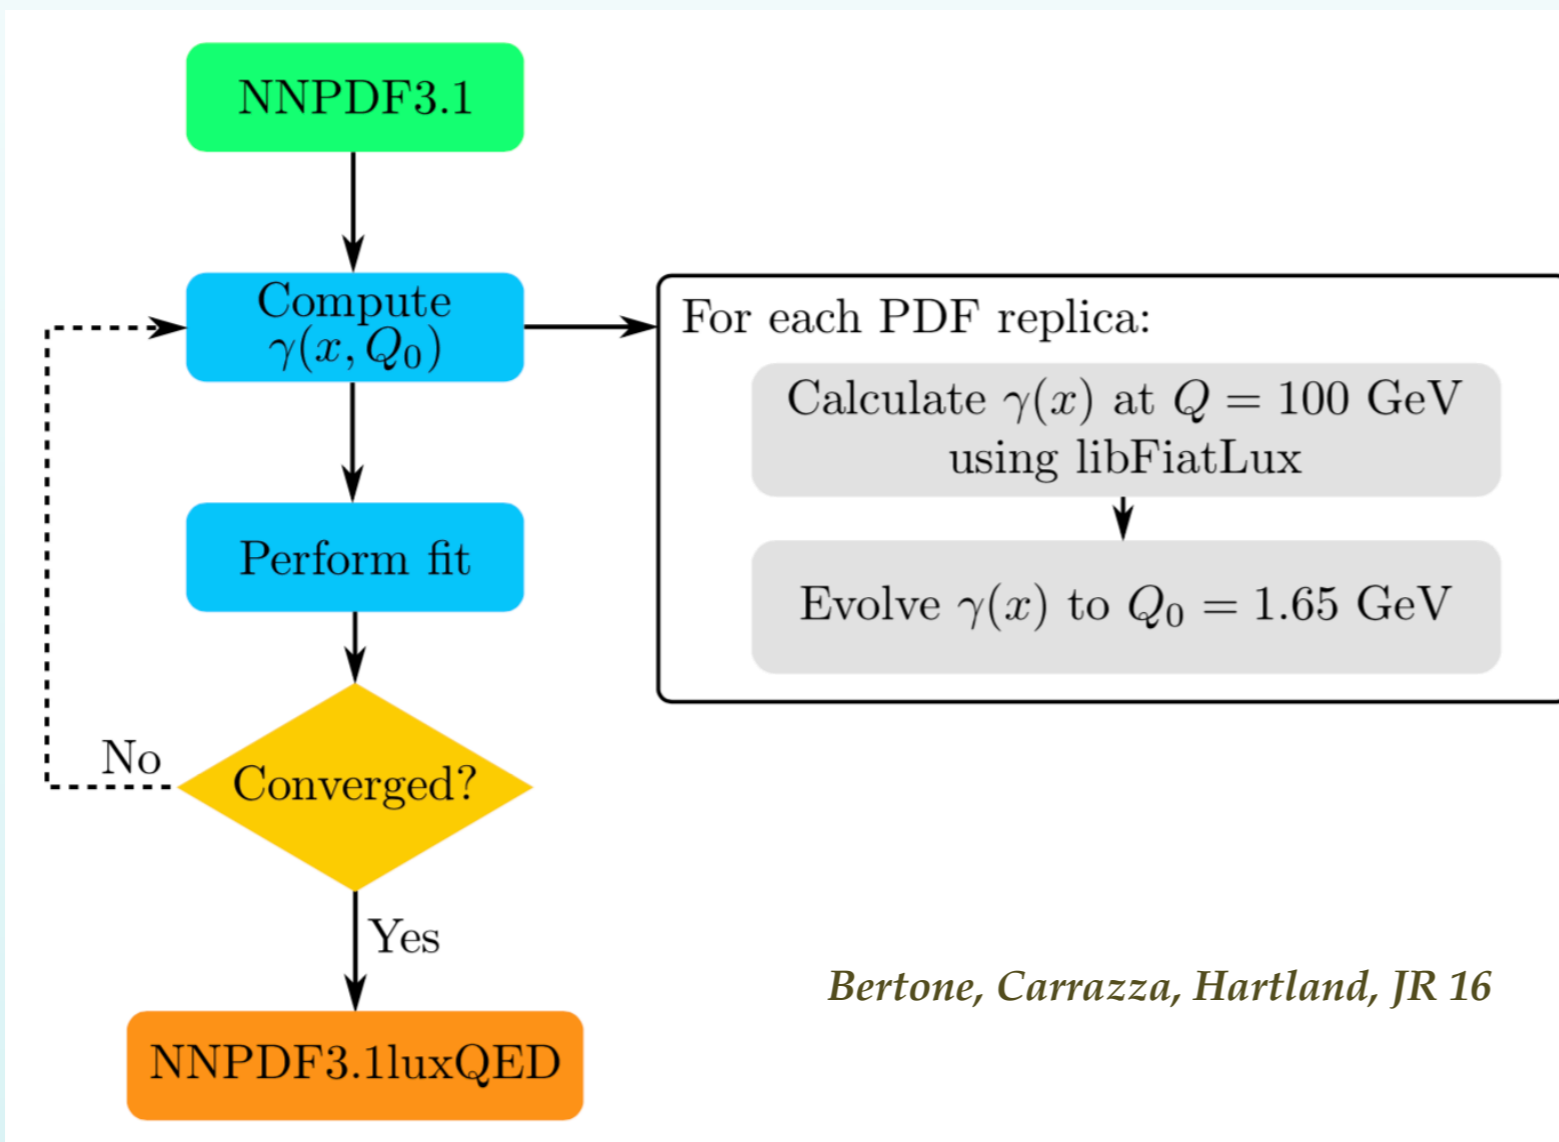 NNPDF3.1
Compute
γ(x, Q₀)
For each PDF replica:
Calculate γ(x) at Q = 100 GeV
using libFiatLux
Evolve γ(x) to Q₀ = 1.65 GeV
Perform fit
Converged?
No
Yes
NNPDF3.1luxQED
Bertone, Carrazza, Hartland, JR 16